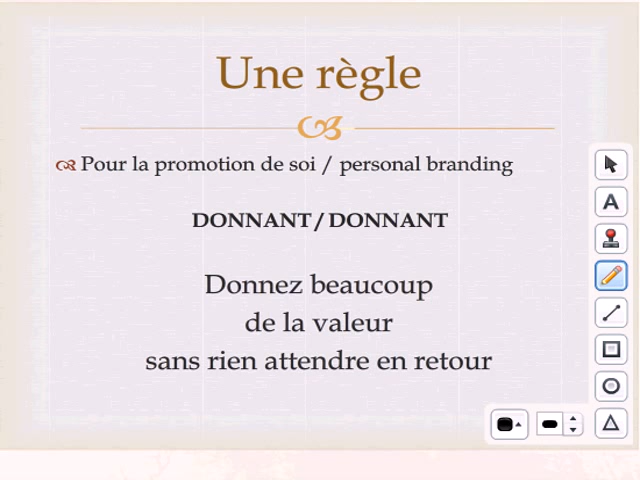 Une règle
Pour la promotion de soi / personal branding
DONNANT / DONNANT
Donnez beaucoup
de la valeur
sans rien attendre en retour
A